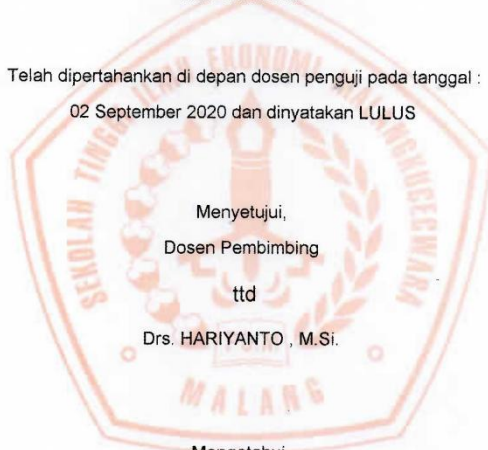 Telah dipertahankan di depan dosen penguji pada tanggal :
02 September 2020 dan dinyatakan LULUS
Menyetujui,
Dosen Pembimbing
ttd
Drs. HARIYANTO , M.Si.
MALANG